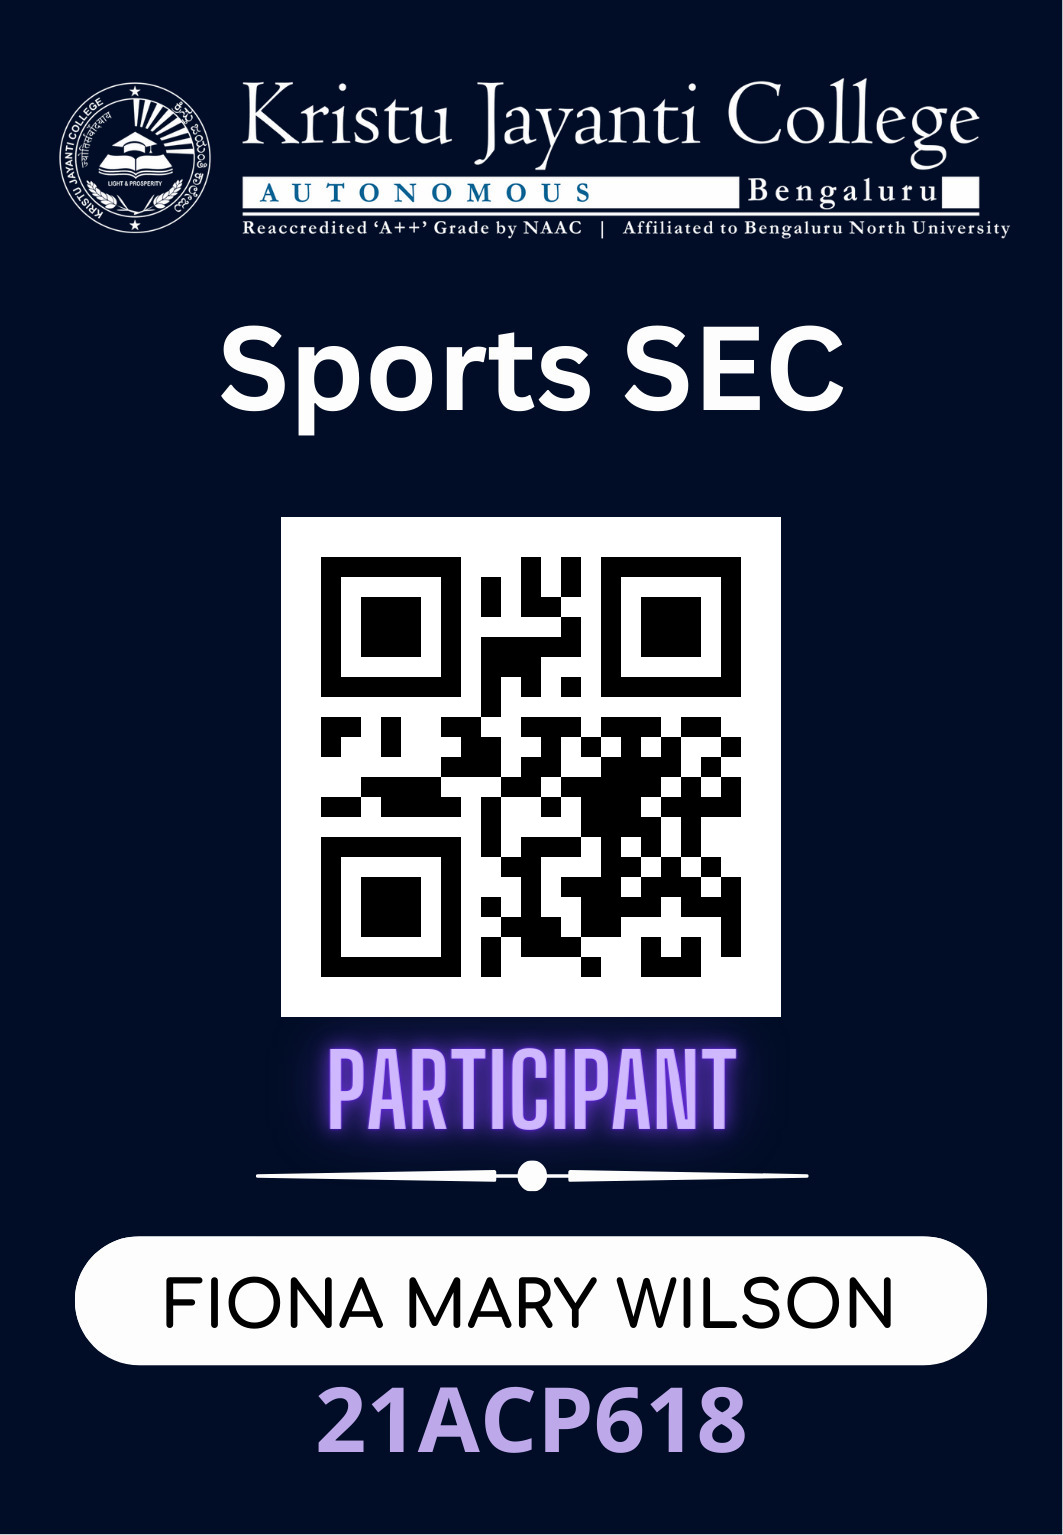 KRISTU JAYANTI COLLEGE
ಕ್ರಿಸ್ತು ಜಯಂತಿ ಕಾಲೇಜು
LIGHT & PROSPERITY
Kristu Jayanti College
AUTONOMOUS Bengaluru
Reaccredited ‘A++’ Grade by NAAC | Affiliated to Bengaluru North University
Sports SEC
PARTICIPANT
FIONA MARY WILSON
21ACP618